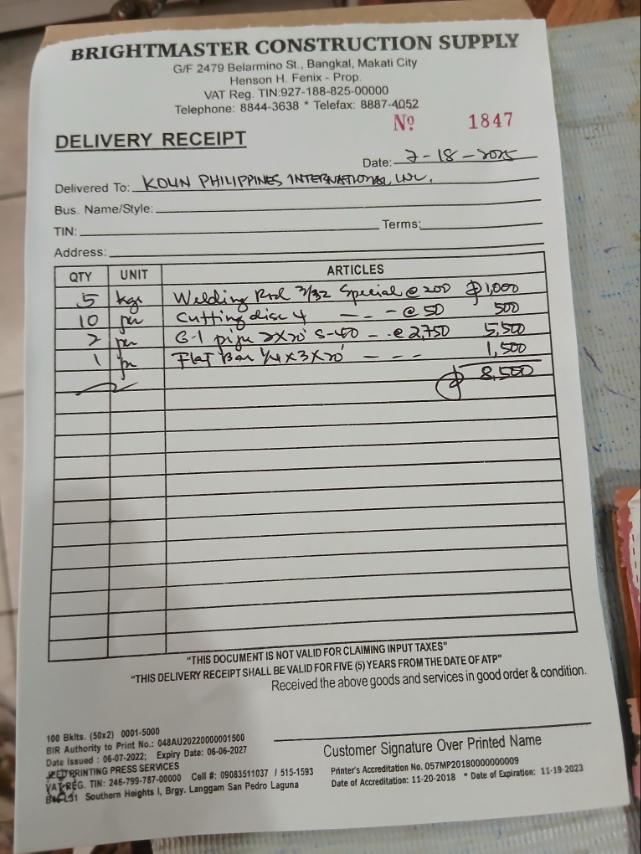 BRIGHTMASTER CONSTRUCTION SUPPLY
G/F 2479 Belarmino St., Bangkal, Makati City
Henson H. Fenix - Prop.
VAT Reg. TIN:927-188-825-00000
Telephone: 8844-3638 * Telefax: 8887-4052
Nº 1847
DELIVERY RECEIPT
Date: 7-18-2025
Delivered To: KOLIN PHILIPPINES INTERNATIONAL, INC.
Bus. Name/Style:
TIN: Terms:
Address:
QTY UNIT ARTICLES
5 kgs Welding Rod 3/32 Special @ 200 ₱1,000
10 pcs Cutting disc 4 — - @ 50 500
2 pcs G-I pipe 2X20' S-40 - @ 2,750 5,500
1 pc Flat Bar 1/4 X 3 X 20' - - - 1,500
₱ 8,500
"THIS DOCUMENT IS NOT VALID FOR CLAIMING INPUT TAXES"
"THIS DELIVERY RECEIPT SHALL BE VALID FOR FIVE (5) YEARS FROM THE DATE OF ATP"
Received the above goods and services in good order & condition.
100 Bklts. (50x2) 0001-5000
BIR Authority to Print No.: 048AU20220000001500
Date Issued : 06-07-2022; Expiry Date: 06-06-2027
PRINTING PRESS SERVICES
VAT REG. TIN: 246-799-787-00000 Cell #: 09083511037 / 515-1593
Southern Heights I, Brgy. Langgam San Pedro Laguna
Customer Signature Over Printed Name
Printer's Accreditation No. 057MP20180000000009
Date of Accreditation: 11-20-2018 * Date of Expiration: 11-19-2023